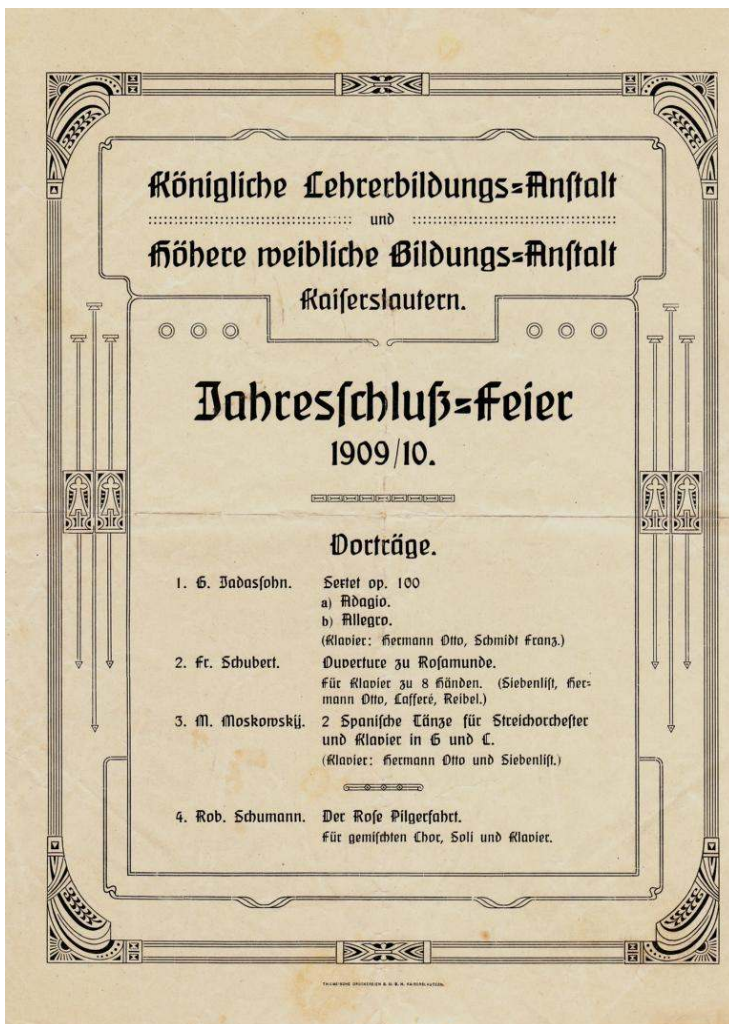 Königliche Lehrerbildungs=Anſtalt
und
Höhere weibliche Bildungs=Anſtalt
Kaiſerslautern.
Jahresſchluß=Feier
1909/10.
Vorträge.
1. G. Jadasſohn. Sextet op. 100
a) Adagio.
b) Allegro.
(Klavier: Hermann Otto, Schmidt Franz.)
2. Fr. Schubert. Ouverture zu Roſamunde.
Für Klavier zu 8 Händen. (Siebenliſt, Her=
mann Otto, Lafferé, Reibel.)
3. M. Moskowskij. 2 Spaniſche Tänze für Streichorcheſter
und Klavier in G und C.
(Klavier: Hermann Otto und Siebenliſt.)
4. Rob. Schumann. Der Roſe Pilgerfahrt.
Für gemiſchten Chor, Soli und Klavier.